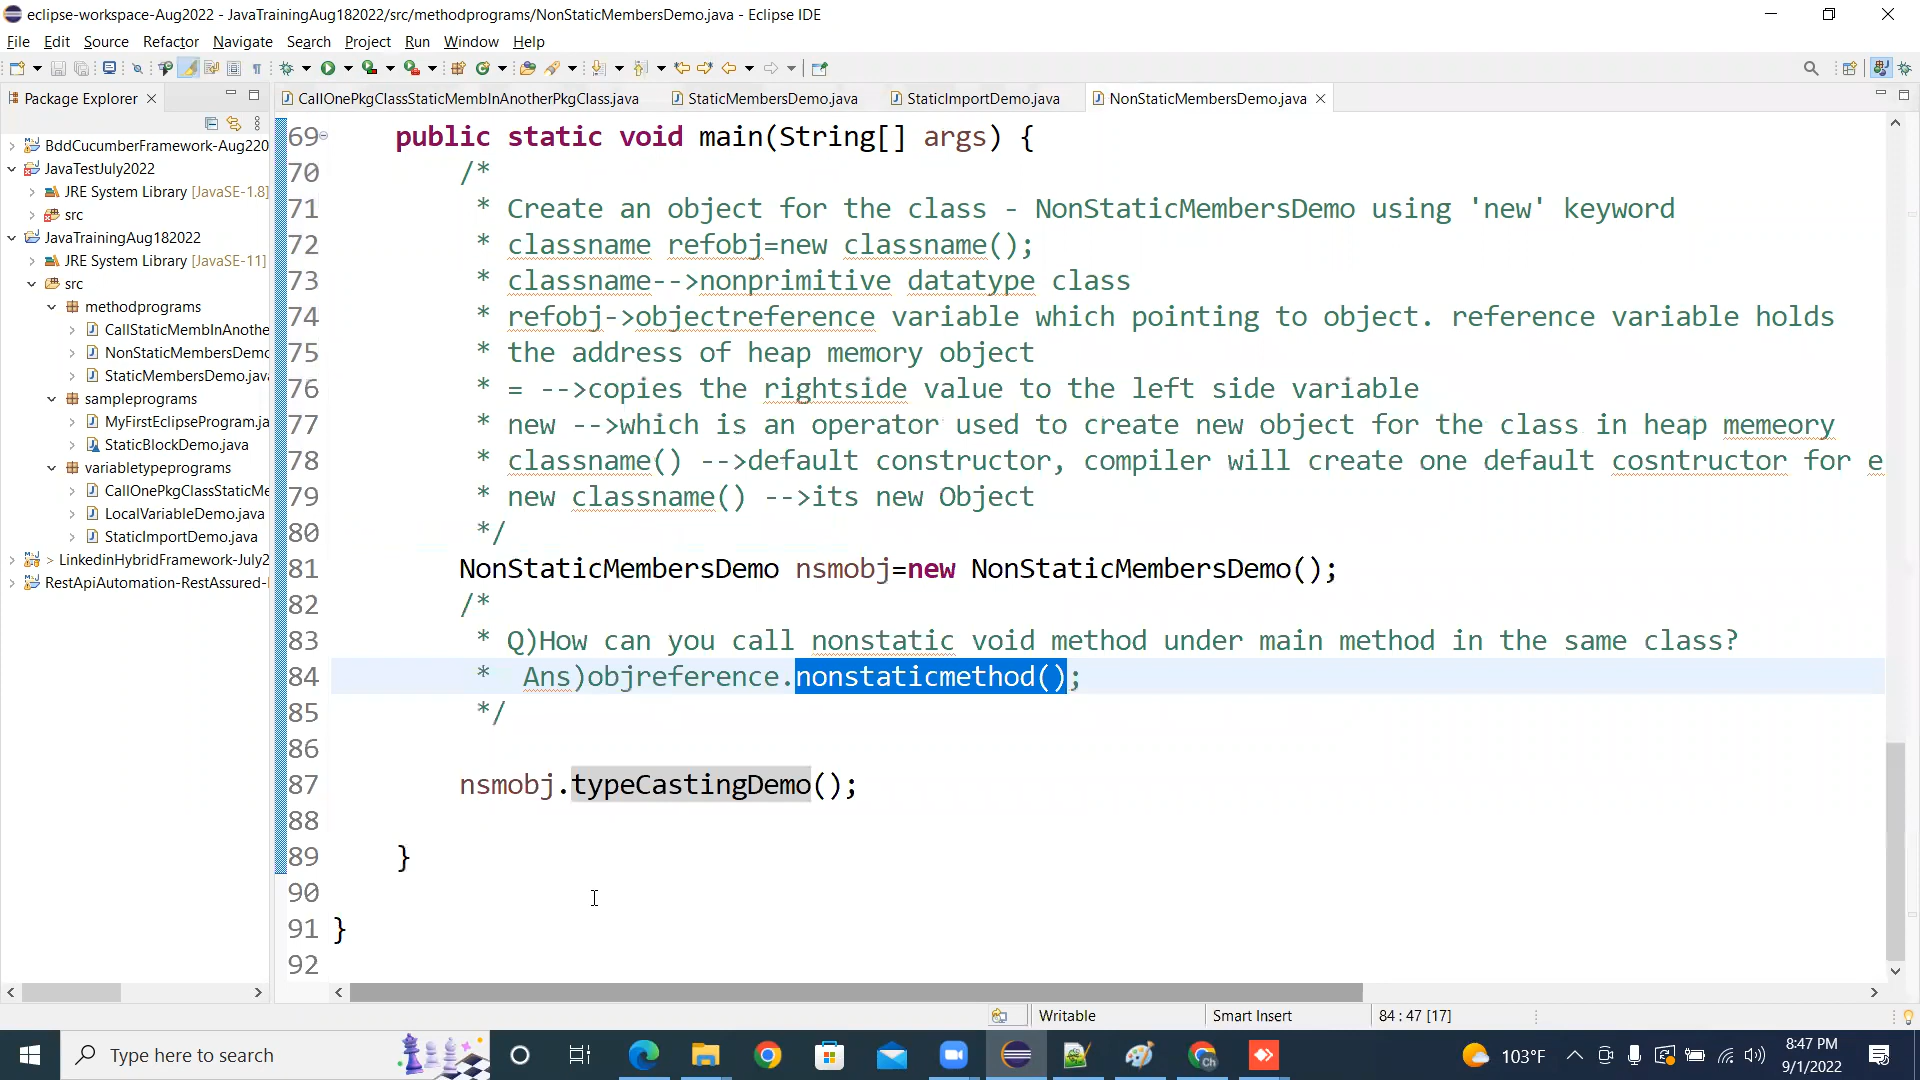 eclipse-workspace-Aug2022 - JavaTrainingAug182022/src/methodprograms/NonStaticMembersDemo.java - Eclipse IDE
File Edit Source Refactor Navigate Search Project Run Window Help
Package Explorer
CallOnePkgClassStaticMembInAnotherPkgClass.java
StaticMembersDemo.java
StaticImportDemo.java
NonStaticMembersDemo.java
BddCucumberFramework-Aug220
JavaTestJuly2022
JRE System Library [JavaSE-1.8]
src
JavaTrainingAug182022
JRE System Library [JavaSE-11]
src
methodprograms
CallStaticMembInAnothe
NonStaticMembersDemo
StaticMembersDemo.java
sampleprograms
MyFirstEclipseProgram.ja
StaticBlockDemo.java
variabletypeprograms
CallOnePkgClassStaticMe
LocalVariableDemo.java
StaticImportDemo.java
> LinkedinHybridFramework-July2
RestApiAutomation-RestAssured-
69 public static void main(String[] args) {
70 /*
71 * Create an object for the class - NonStaticMembersDemo using 'new' keyword
72 * classname refobj=new classname();
73 * classname-->nonprimitive datatype class
74 * refobj->objectreference variable which pointing to object. reference variable holds
75 * the address of heap memory object
76 * = -->copies the rightside value to the left side variable
77 * new -->which is an operator used to create new object for the class in heap memeory
78 * classname() -->default constructor, compiler will create one default cosntructor for e
79 * new classname() -->its new Object
80 */
81 NonStaticMembersDemo nsmobj=new NonStaticMembersDemo();
82 /*
83 * Q)How can you call nonstatic void method under main method in the same class?
84 * Ans)objreference.nonstaticmethod();
85 */
86
87 nsmobj.typeCastingDemo();
88
89 }
90
91 }
92
Writable Smart Insert 84 : 47 [17]
Type here to search
103°F
8:47 PM
9/1/2022